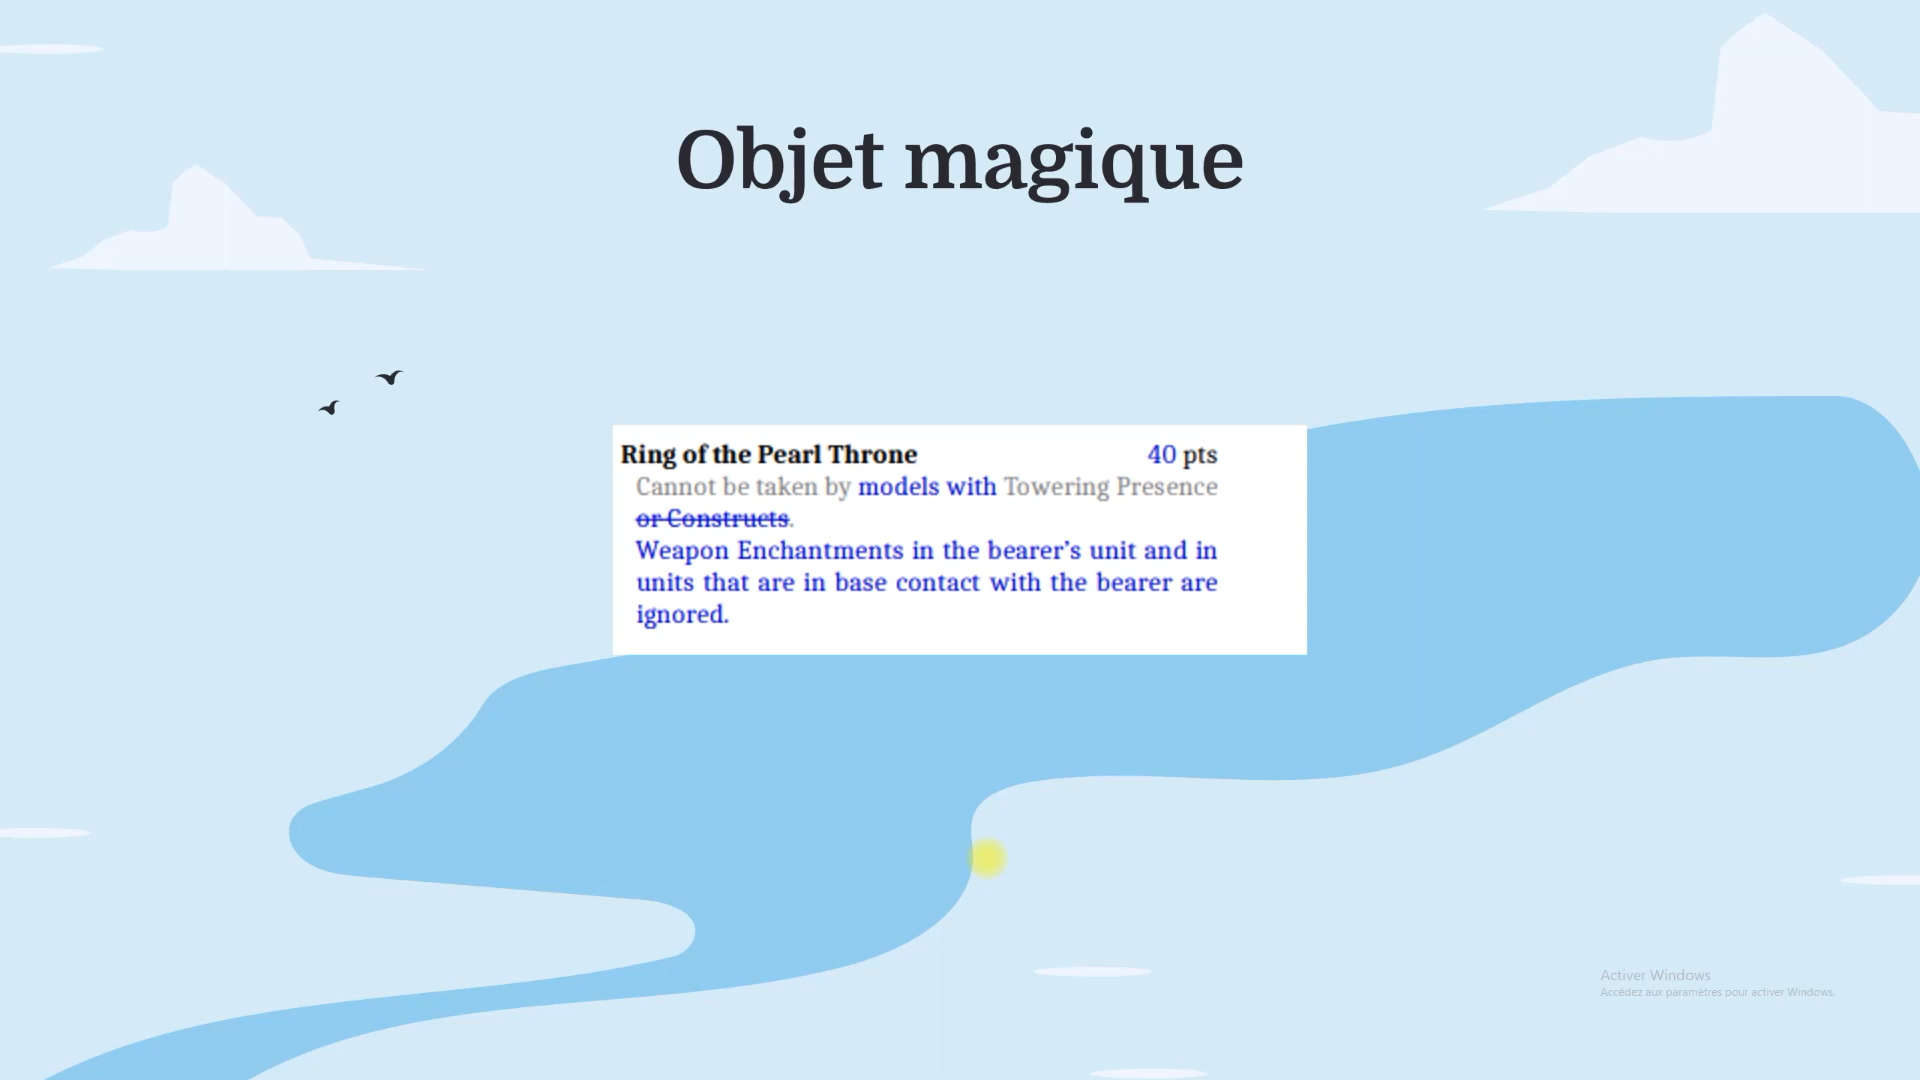 Objet magique
Ring of the Pearl Throne 40 pts
Cannot be taken by models with Towering Presence
or Constructs.
Weapon Enchantments in the bearer's unit and in
units that are in base contact with the bearer are
ignored.
Activer Windows
Accédez aux paramètres pour activer Windows.